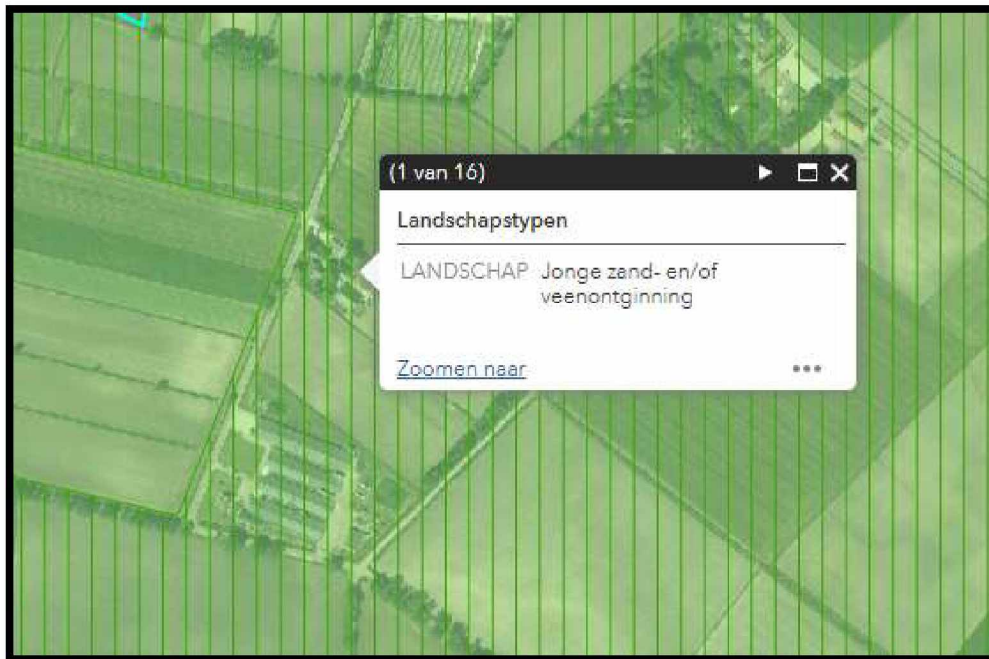 (1 van 16)
Landschapstypen
LANDSCHAP Jonge zand- en/of
veenontginning
Zoomen naar